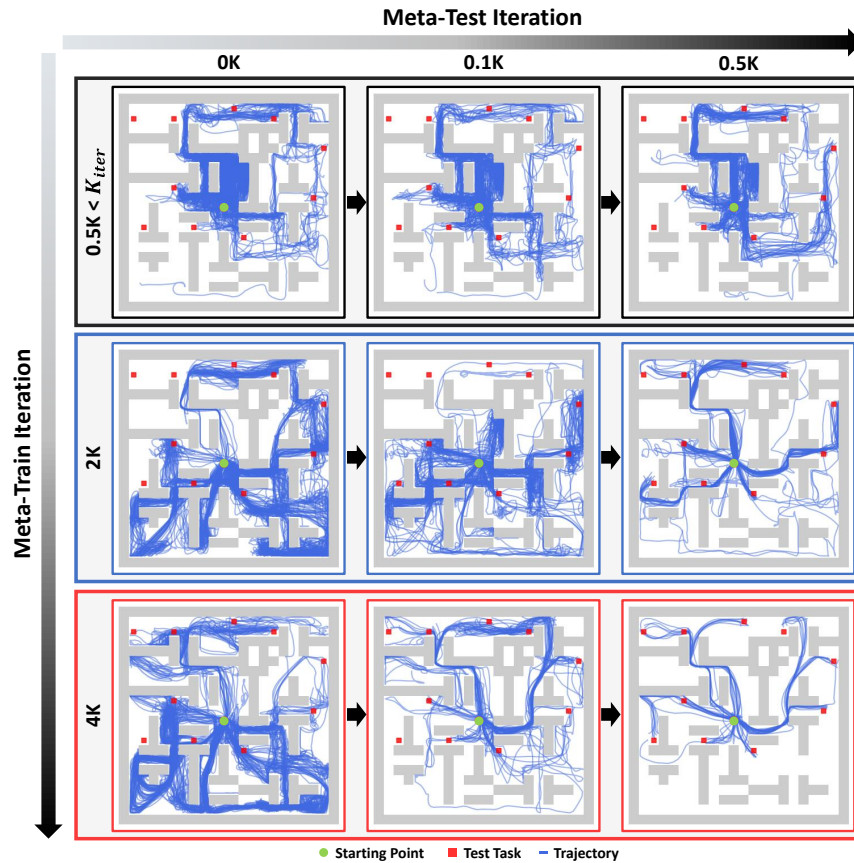 Meta-Test Iteration
0K 0.1K 0.5K
Meta-Train Iteration
0.5K < K_iter
2K
4K
Starting Point Test Task Trajectory